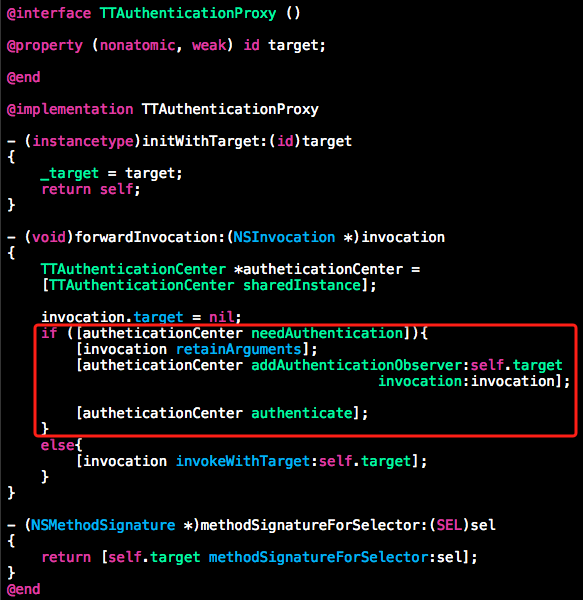 @interface TTAuthenticationProxy ()
@property (nonatomic, weak) id target;
@end
@implementation TTAuthenticationProxy
- (instancetype)initWithTarget:(id)target
{
_target = target;
return self;
}
- (void)forwardInvocation:(NSInvocation *)invocation
{
TTAuthenticationCenter *autheticationCenter =
[TTAuthenticationCenter sharedInstance];
invocation.target = nil;
if ([autheticationCenter needAuthentication]){
[invocation retainArguments];
[autheticationCenter addAuthenticationObserver:self.target
invocation:invocation];
[autheticationCenter authenticate];
}
else{
[invocation invokeWithTarget:self.target];
}
}
- (NSMethodSignature *)methodSignatureForSelector:(SEL)sel
{
return [self.target methodSignatureForSelector:sel];
}
@end